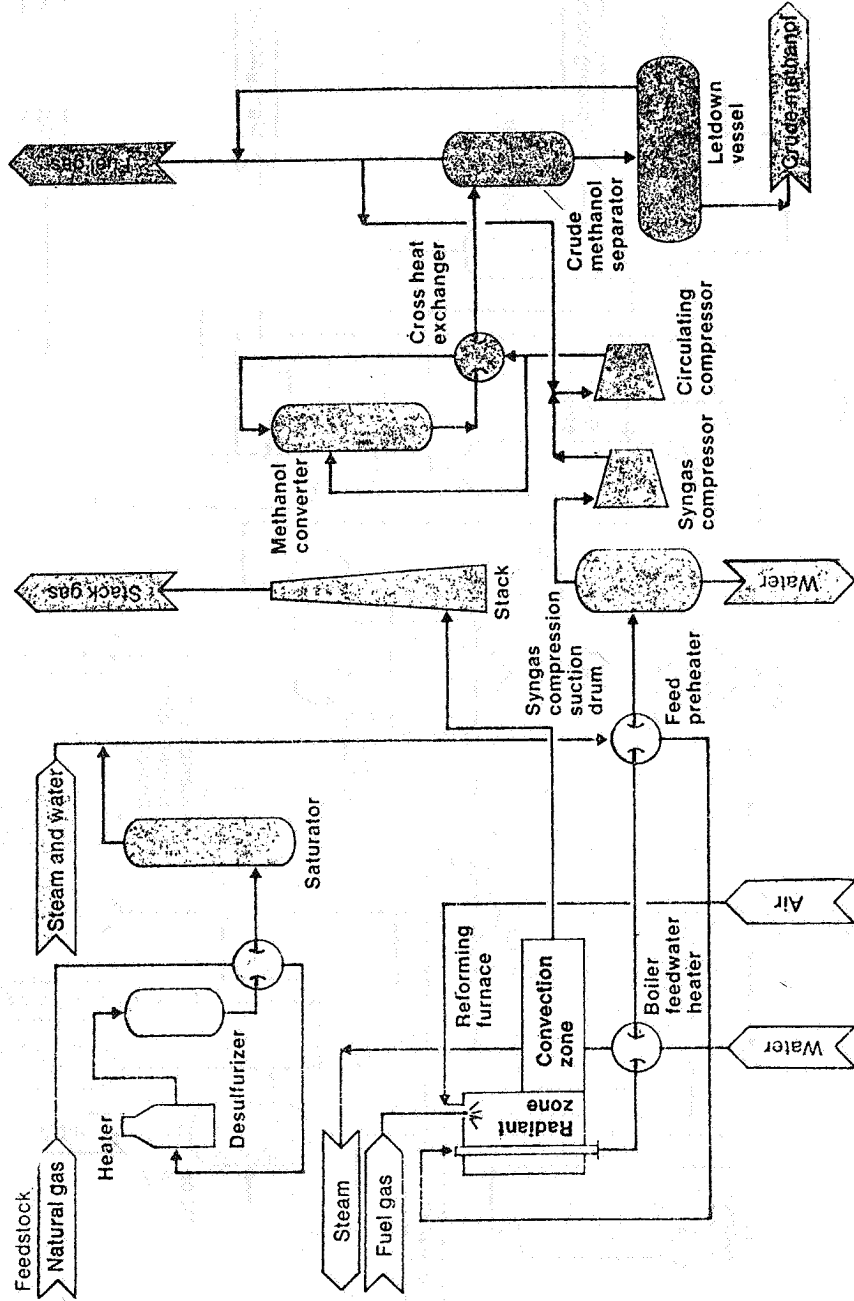 Feedstock
Natural gas
Heater
Desulfurizer
Steam and water
Saturator
Steam
Fuel gas
Reforming
furnace
Radiant
zone
Convection
zone
Boiler
feedwater
heater
Water
Air
Feed
preheater
Stack gas
Stack
Syngas
compression
suction
drum
Water
Methanol
converter
Cross heat
exchanger
Syngas
compressor
Circulating
compressor
Fuel gas
Crude
methanol
separator
Letdown
vessel
Crude methanol